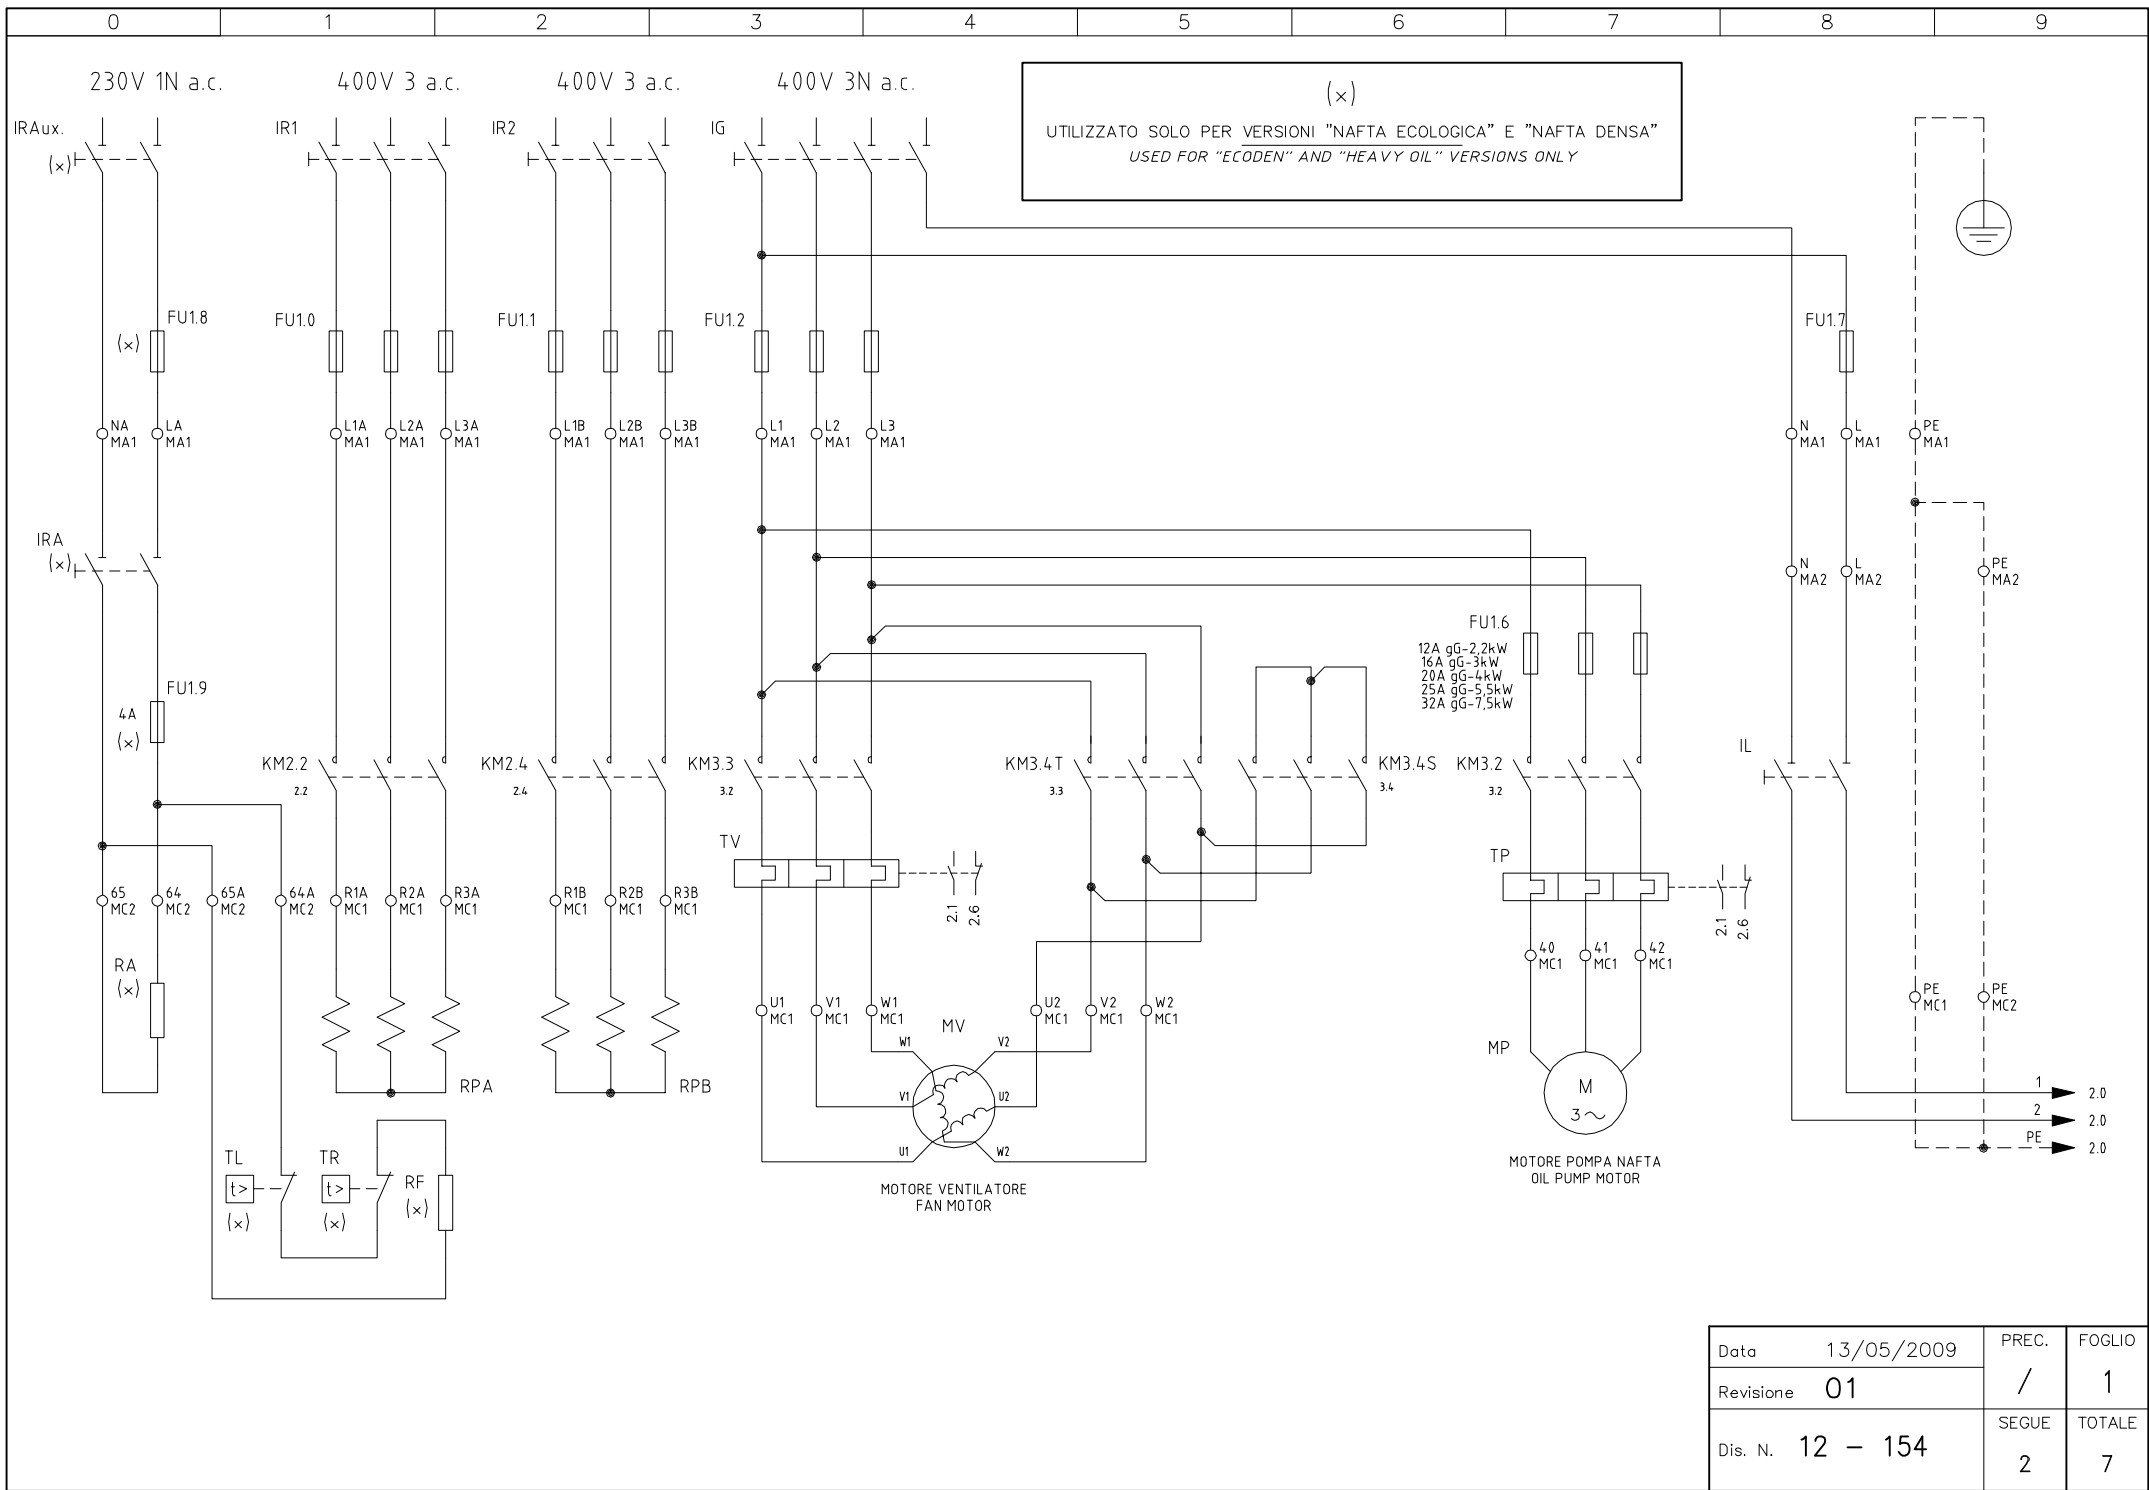 0 1 2 3 4 5 6 7 8 9
230V 1N a.c. 400V 3 a.c. 400V 3 a.c. 400V 3N a.c.
(x)
UTILIZZATO SOLO PER VERSIONI "NAFTA ECOLOGICA" E "NAFTA DENSA"
USED FOR "ECODEN" AND "HEAVY OIL" VERSIONS ONLY
IRAux. IR1 IR2 IG
(x)
FU1.8 FU1.0 FU1.1 FU1.2 FU1.7
(x)
NA LA L1A L2A L3A L1B L2B L3B L1 L2 L3 N L PE
MA1 MA1 MA1 MA1 MA1 MA1 MA1 MA1 MA1 MA1 MA1 MA1 MA1 MA1
IRA
(x)
N L PE
MA2 MA2 MA2
FU1.6
12A gG-2,2kW
16A gG-3kW
20A gG-4kW
25A gG-5,5kW
32A gG-7,5kW
FU1.9
4A
(x)
IL
KM2.2 KM2.4 KM3.3 KM3.4T KM3.4S KM3.2
2.2 2.4 3.2 3.3 3.4 3.2
TV TP
65 64 65A 64A R1A R2A R3A R1B R2B R3B
MC2 MC2 MC2 MC2 MC1 MC1 MC1 MC1 MC1 MC1
2.1 2.6 2.1 2.6
40 41 42
MC1 MC1 MC1
RA
(x)
U1 V1 W1 U2 V2 W2 PE PE
MC1 MC1 MC1 MC1 MC1 MC1 MC1 MC2
MV
W1 V2
MP
RPA RPB
V1 U2
M
3
1 2.0
2 2.0
PE 2.0
U1 W2
TL TR
t> t> RF
(x) (x) (x)
MOTORE VENTILATORE
FAN MOTOR
MOTORE POMPA NAFTA
OIL PUMP MOTOR
Data 13/05/2009 PREC. FOGLIO
Revisione 01 / 1
SEGUE TOTALE
Dis. N. 12 - 154 2 7